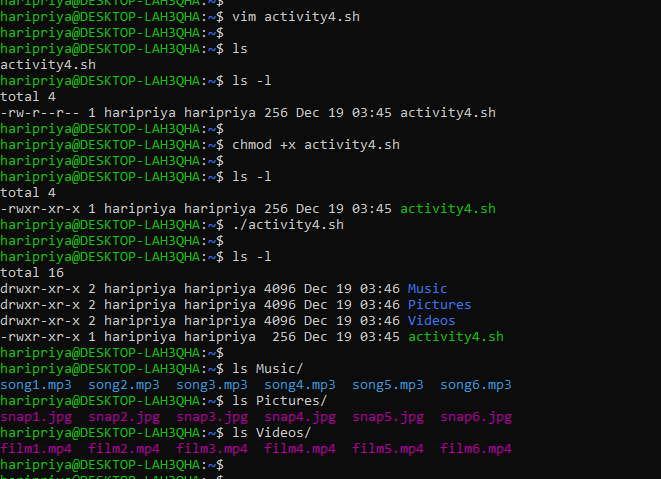 haripriya@DESKTOP-LAH3QHA:~$
haripriya@DESKTOP-LAH3QHA:~$ vim activity4.sh
haripriya@DESKTOP-LAH3QHA:~$
haripriya@DESKTOP-LAH3QHA:~$ ls
activity4.sh
haripriya@DESKTOP-LAH3QHA:~$ ls -l
total 4
-rw-r--r-- 1 haripriya haripriya 256 Dec 19 03:45 activity4.sh
haripriya@DESKTOP-LAH3QHA:~$
haripriya@DESKTOP-LAH3QHA:~$ chmod +x activity4.sh
haripriya@DESKTOP-LAH3QHA:~$
haripriya@DESKTOP-LAH3QHA:~$ ls -l
total 4
-rwxr-xr-x 1 haripriya haripriya 256 Dec 19 03:45 activity4.sh
haripriya@DESKTOP-LAH3QHA:~$ ./activity4.sh
haripriya@DESKTOP-LAH3QHA:~$
haripriya@DESKTOP-LAH3QHA:~$ ls -l
total 16
drwxr-xr-x 2 haripriya haripriya 4096 Dec 19 03:46 Music
drwxr-xr-x 2 haripriya haripriya 4096 Dec 19 03:46 Pictures
drwxr-xr-x 2 haripriya haripriya 4096 Dec 19 03:46 Videos
-rwxr-xr-x 1 haripriya haripriya  256 Dec 19 03:45 activity4.sh
haripriya@DESKTOP-LAH3QHA:~$
haripriya@DESKTOP-LAH3QHA:~$ ls Music/
song1.mp3  song2.mp3  song3.mp3  song4.mp3  song5.mp3  song6.mp3
haripriya@DESKTOP-LAH3QHA:~$ ls Pictures/
snap1.jpg  snap2.jpg  snap3.jpg  snap4.jpg  snap5.jpg  snap6.jpg
haripriya@DESKTOP-LAH3QHA:~$ ls Videos/
film1.mp4  film2.mp4  film3.mp4  film4.mp4  film5.mp4  film6.mp4
haripriya@DESKTOP-LAH3QHA:~$
haripriya@DESKTOP-LAH3QHA:~$